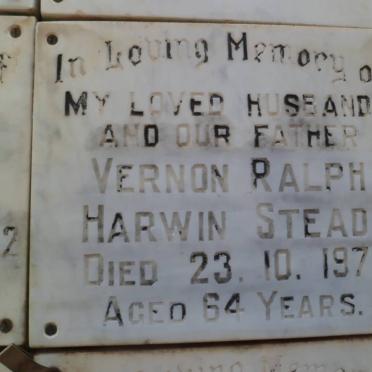 In Loving Memory o
MY LOVED HUSBAND
AND OUR FATHER
VERNON RALPH
HARWIN STEAD
DIED 23. 10. 197
AGED 64 YEARS.
2